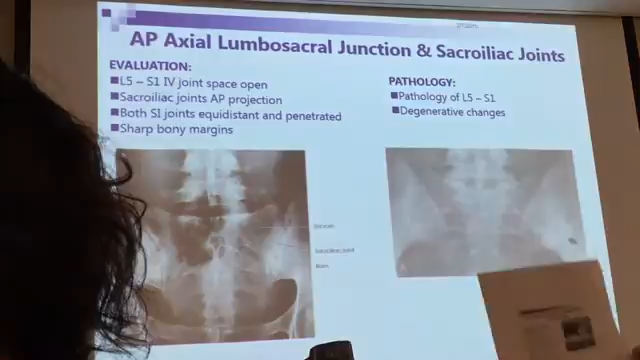 AP Axial Lumbosacral Junction & Sacroiliac Joints
EVALUATION:
L5 – S1 IV joint space open
Sacroiliac joints AP projection
Both SI joints equidistant and penetrated
Sharp bony margins
PATHOLOGY:
Pathology of L5 – S1
Degenerative changes